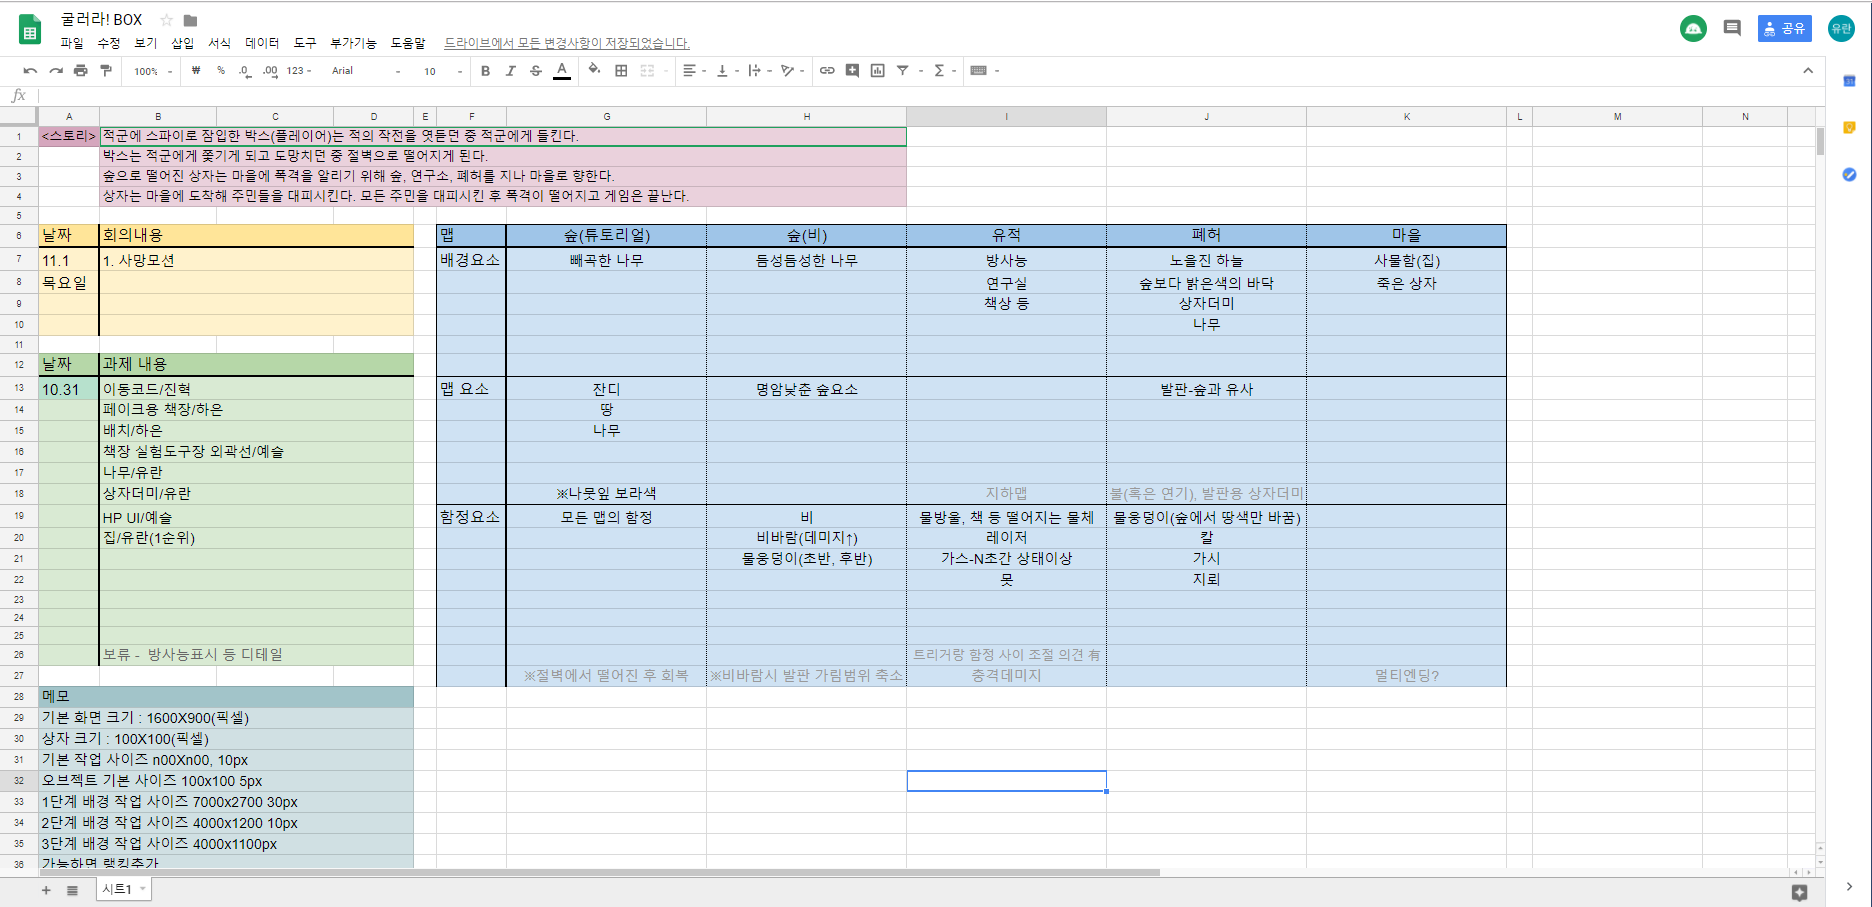 굴러라! BOX
파일 수정 보기 삽입 서식 데이터 도구 부가기능 도움말 드라이브에서 모든 변경사항이 저장되었습니다.
공유
유란
100% ₩ % .0 .00 123 Arial 10 B I S A Σ
fx
A B C D E F G H I J K L M N
1 <스토리> 적군에 스파이로 잠입한 박스(플레이어)는 적의 작전을 엿듣던 중 적군에게 들킨다.
2 박스는 적군에게 쫓기게 되고 도망치던 중 절벽으로 떨어지게 된다.
3 숲으로 떨어진 상자는 마을에 폭격을 알리기 위해 숲, 연구소, 폐허를 지나 마을로 향한다.
4 상자는 마을에 도착해 주민들을 대피시킨다. 모든 주민을 대피시킨 후 폭격이 떨어지고 게임은 끝난다.
5
6 날짜 회의내용 맵 숲(튜토리얼) 숲(비) 유적 폐허 마을
7 11.1 1. 사망모션 배경요소 빼곡한 나무 듬성듬성한 나무 방사능 노을진 하늘 사물함(집)
8 목요일 연구실 숲보다 밝은색의 바닥 죽은 상자
9 책상 등 상자더미
10 나무
11
12 날짜 과제 내용
13 10.31 이동코드/진혁 맵 요소 잔디 명암낮춘 숲요소 발판-숲과 유사
14 페이크용 책장/하은 땅
15 배치/하은 나무
16 책장 실험도구장 외곽선/예슬
17 나무/유란
18 상자더미/유란 ※나뭇잎 보라색 지하맵 불(혹은 연기), 발판용 상자더미
19 HP UI/예슬 함정요소 모든 맵의 함정 비 물방울, 책 등 떨어지는 물체 물웅덩이(숲에서 땅색만 바꿈)
20 집/유란(1순위) 비바람(데미지↑) 레이저 칼
21 물웅덩이(초반, 후반) 가스-N초간 상태이상 가시
22 못 지뢰
23
24
25
26 보류 - 방사능표시 등 디테일 트리거랑 함정 사이 조절 의견 有
27 ※절벽에서 떨어진 후 회복 ※비바람시 발판 가림범위 축소 충격데미지 멀티엔딩?
28 메모
29 기본 화면 크기 : 1600X900(픽셀)
30 상자 크기 : 100X100(픽셀)
31 기본 작업 사이즈 n00Xn00, 10px
32 오브젝트 기본 사이즈 100x100 5px
33 1단계 배경 작업 사이즈 7000x2700 30px
34 2단계 배경 작업 사이즈 4000x1200 10px
35 3단계 배경 작업 사이즈 4000x1100px
36 가능하면 랭킹추가
시트1